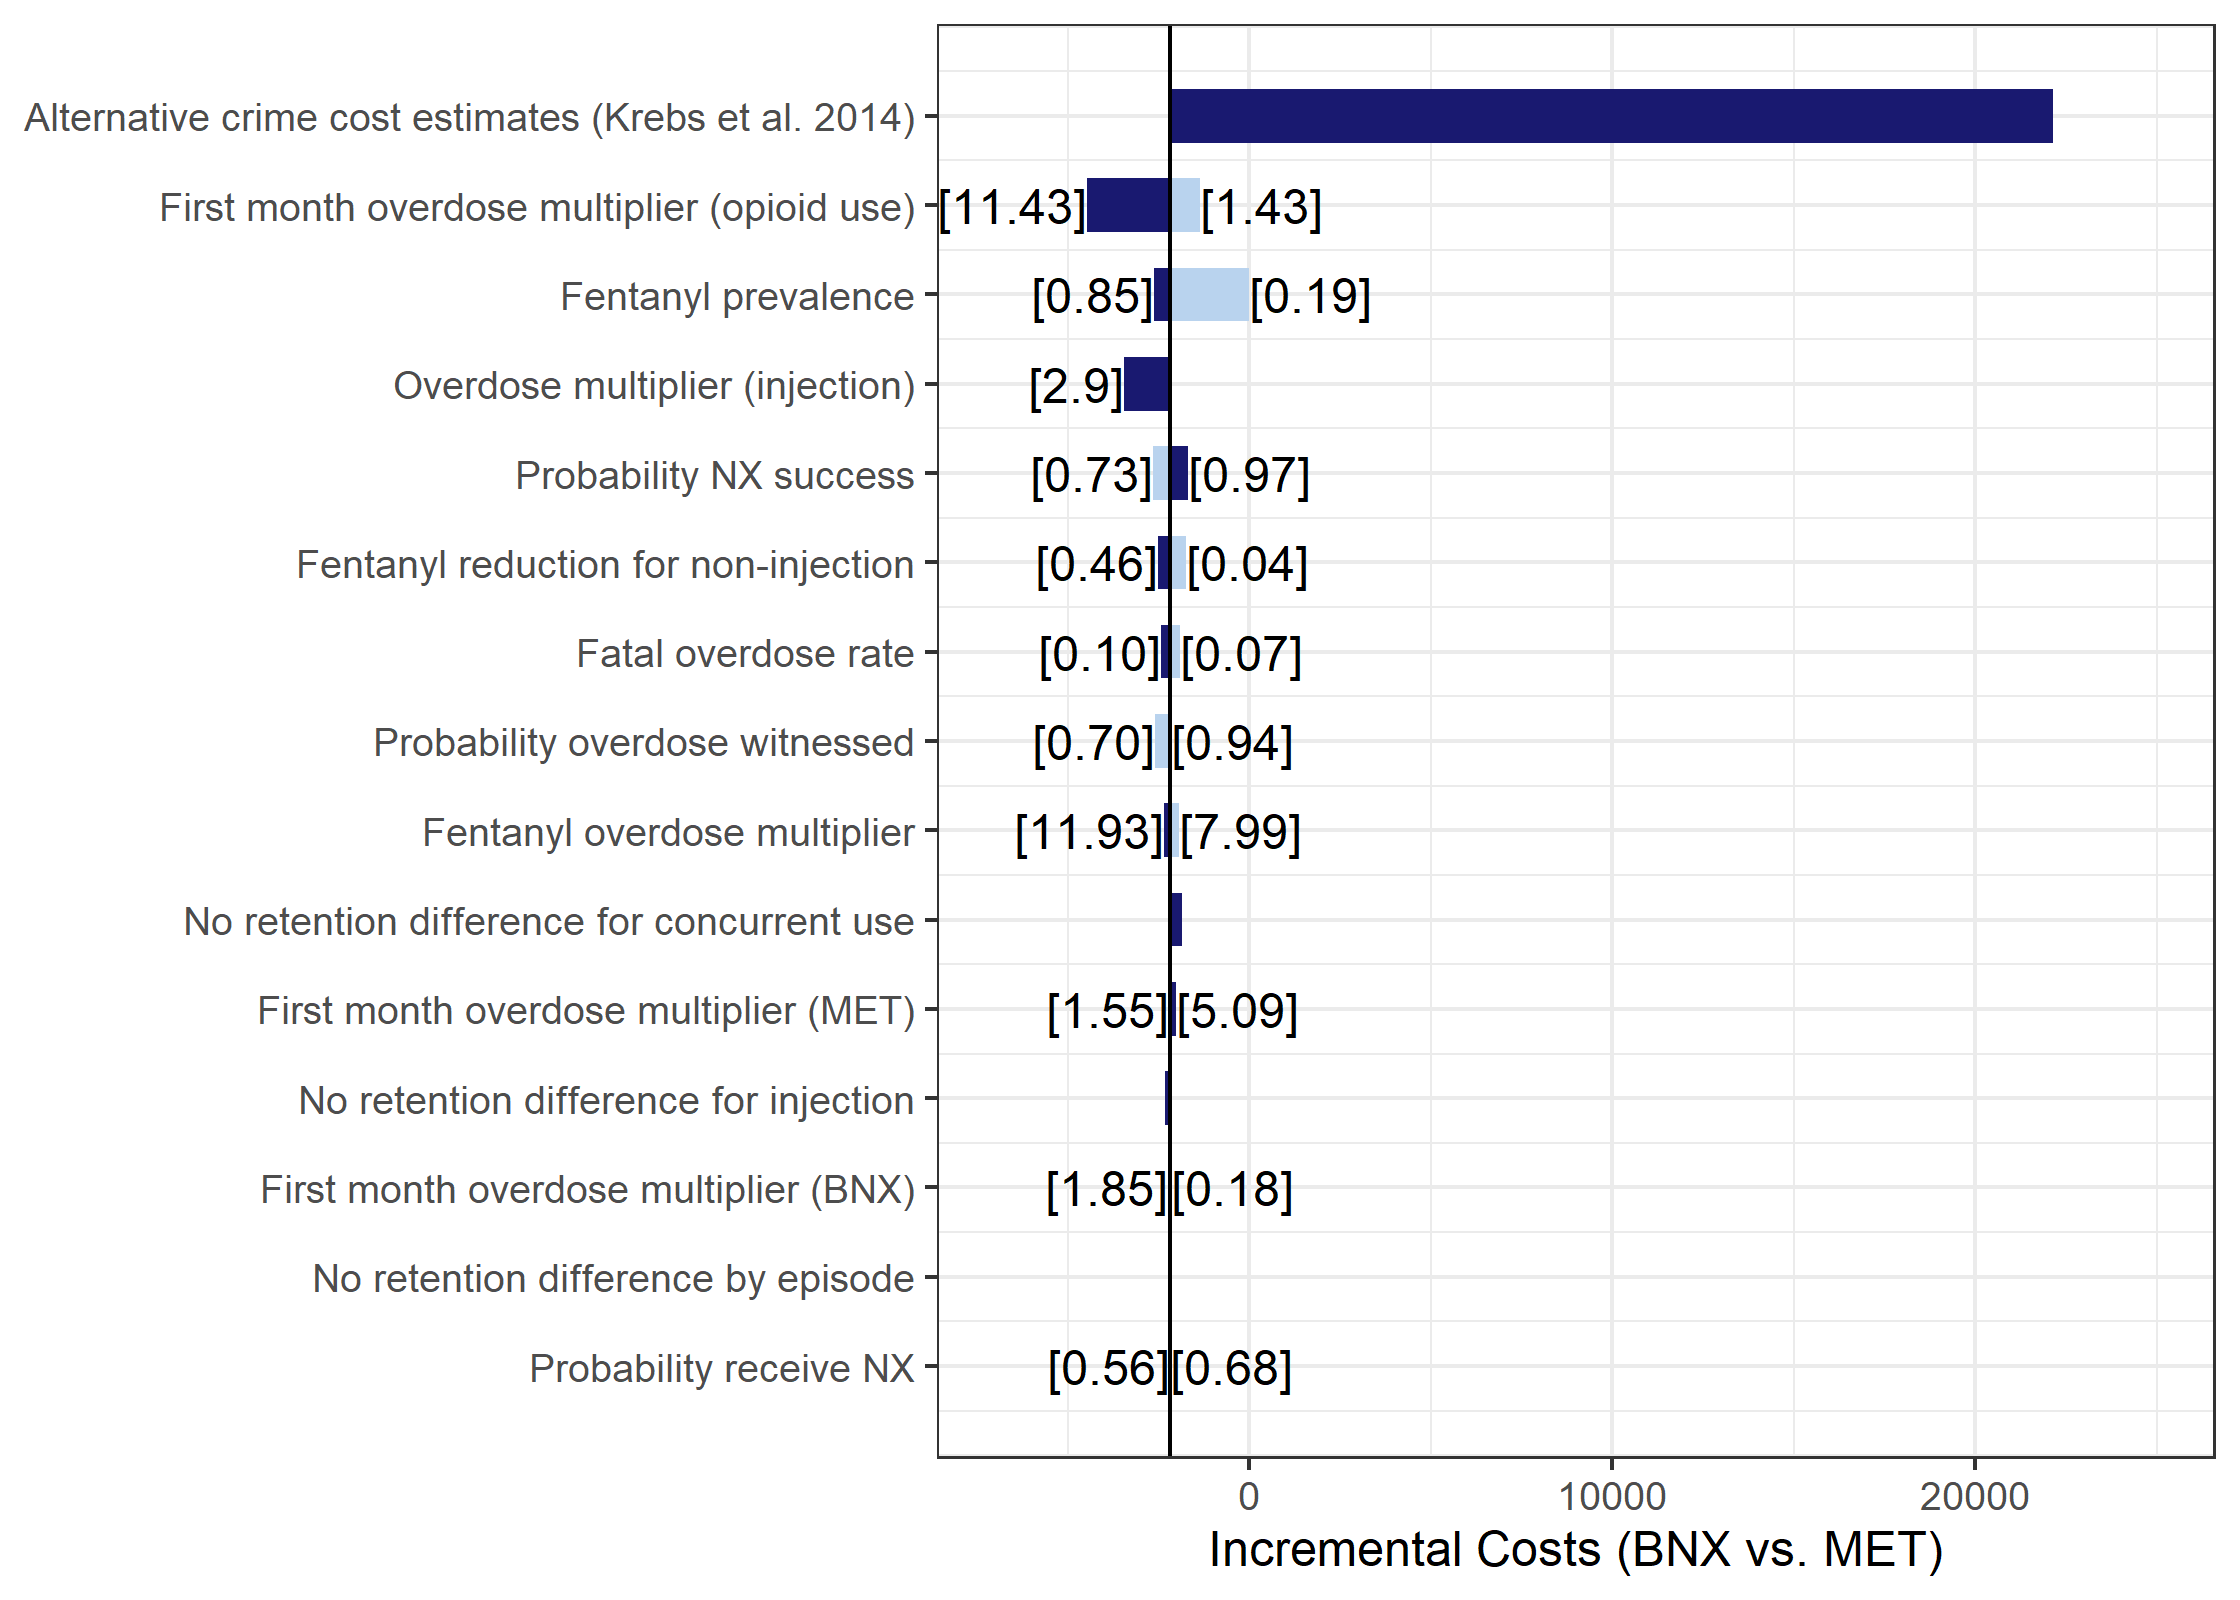 Alternative crime cost estimates (Krebs et al. 2014)
First month overdose multiplier (opioid use) [11.43] [1.43]
Fentanyl prevalence [0.85] [0.19]
Overdose multiplier (injection) [2.9]
Probability NX success [0.73] [0.97]
Fentanyl reduction for non-injection [0.46] [0.04]
Fatal overdose rate [0.10] [0.07]
Probability overdose witnessed [0.70] [0.94]
Fentanyl overdose multiplier [11.93] [7.99]
No retention difference for concurrent use
First month overdose multiplier (MET) [1.55] [5.09]
No retention difference for injection
First month overdose multiplier (BNX) [1.85] [0.18]
No retention difference by episode
Probability receive NX [0.56] [0.68]
0 10000 20000
Incremental Costs (BNX vs. MET)